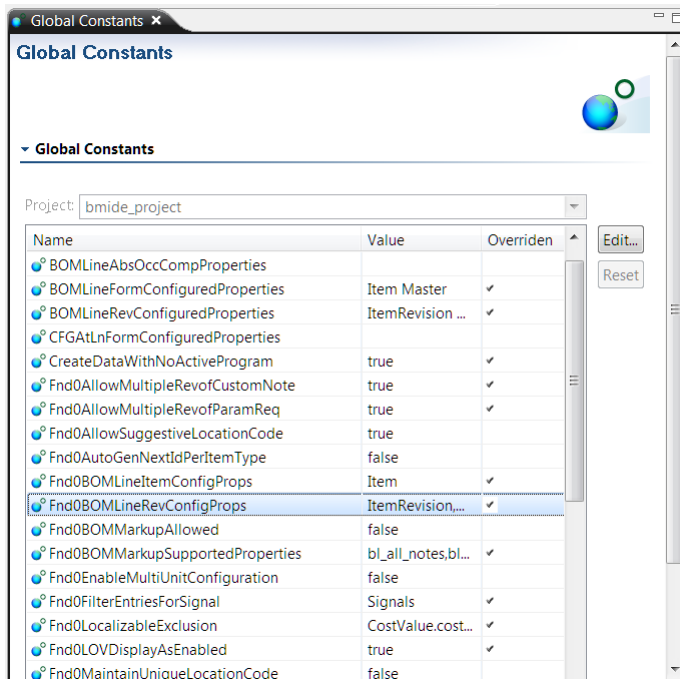 Global Constants
Global Constants
Global Constants
Project: bmide_project
Name Value Overriden
Edit...
BOMLineAbsOccCompProperties
Reset
BOMLineFormConfiguredProperties Item Master ✔
BOMLineRevConfiguredProperties ItemRevision ... ✔
CFGAtLnFormConfiguredProperties
CreateDataWithNoActiveProgram true ✔
Fnd0AllowMultipleRevofCustomNote true ✔
Fnd0AllowMultipleRevofParamReq true ✔
Fnd0AllowSuggestiveLocationCode true
Fnd0AutoGenNextIdPerItemType false
Fnd0BOMLineItemConfigProps Item ✔
Fnd0BOMLineRevConfigProps ItemRevision,... ✔
Fnd0BOMMarkupAllowed false
Fnd0BOMMarkupSupportedProperties bl_all_notes,bl... ✔
Fnd0EnableMultiUnitConfiguration false
Fnd0FilterEntriesForSignal Signals ✔
Fnd0LocalizableExclusion CostValue.cost... ✔
Fnd0LOVDisplayAsEnabled true ✔
Fnd0MaintainUniqueLocationCode false